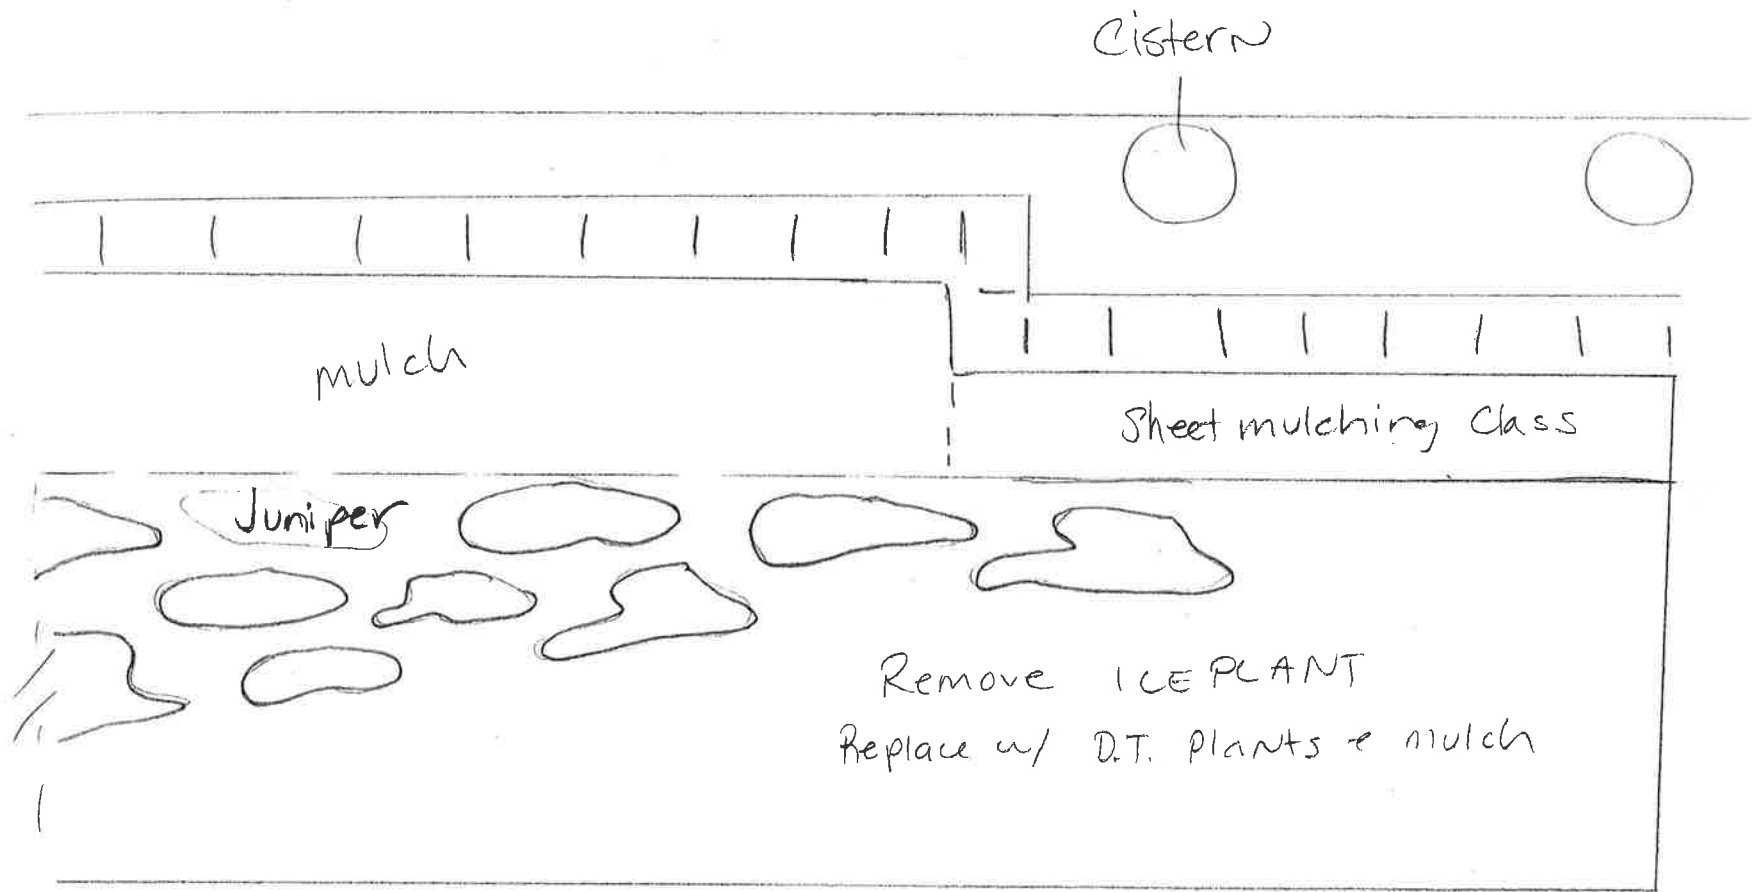 Cistern
mulch
Sheet mulching Class
Juniper
Remove ICEPLANT
Replace w/ D.T. Plants & mulch